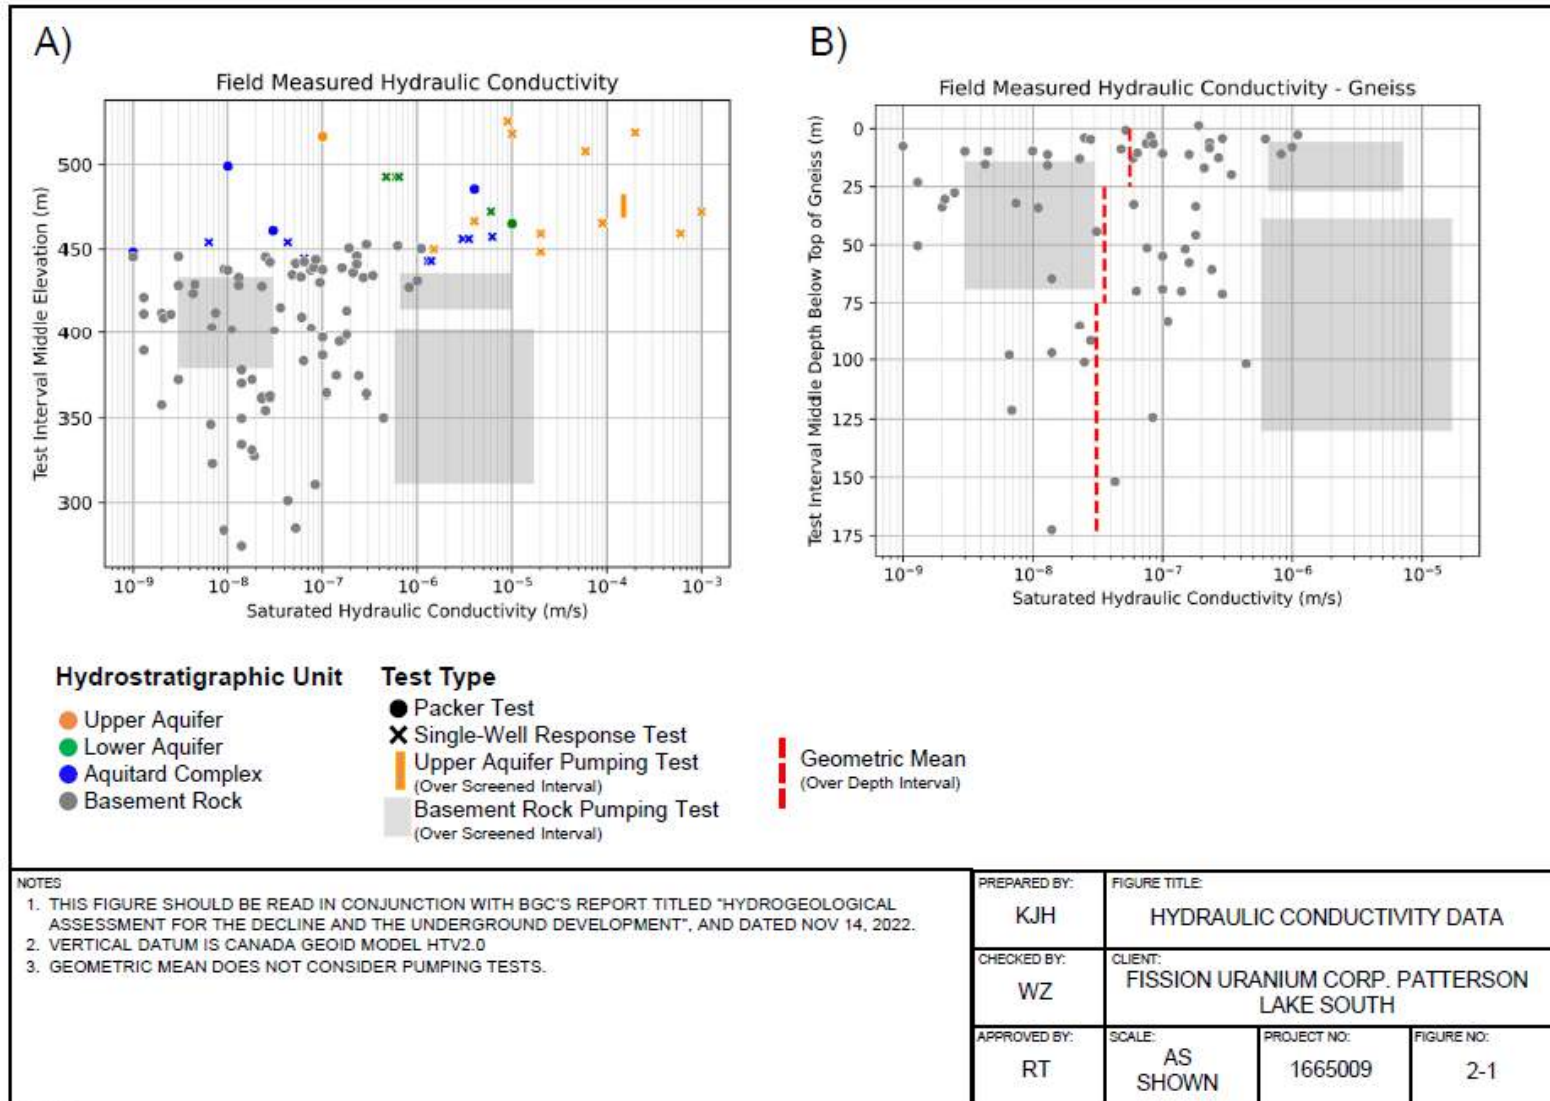 A)
Field Measured Hydraulic Conductivity
Test Interval Middle Elevation (m)
500
450
400
350
300
10⁻⁹ 10⁻⁸ 10⁻⁷ 10⁻⁶ 10⁻⁵ 10⁻⁴ 10⁻³
Saturated Hydraulic Conductivity (m/s)
B)
Field Measured Hydraulic Conductivity - Gneiss
Test Interval Middle Depth Below Top of Gneiss (m)
0
25
50
75
100
125
150
175
10⁻⁹ 10⁻⁸ 10⁻⁷ 10⁻⁶ 10⁻⁵
Saturated Hydraulic Conductivity (m/s)
Hydrostratigraphic Unit
Upper Aquifer
Lower Aquifer
Aquitard Complex
Basement Rock
Test Type
Packer Test
Single-Well Response Test
Upper Aquifer Pumping Test
(Over Screened Interval)
Basement Rock Pumping Test
(Over Screened Interval)
Geometric Mean
(Over Depth Interval)
NOTES
1. THIS FIGURE SHOULD BE READ IN CONJUNCTION WITH BGC'S REPORT TITLED "HYDROGEOLOGICAL
ASSESSMENT FOR THE DECLINE AND THE UNDERGROUND DEVELOPMENT", AND DATED NOV 14, 2022.
2. VERTICAL DATUM IS CANADA GEOID MODEL HTV2.0
3. GEOMETRIC MEAN DOES NOT CONSIDER PUMPING TESTS.
PREPARED BY:
KJH
FIGURE TITLE:
HYDRAULIC CONDUCTIVITY DATA
CHECKED BY:
WZ
CLIENT:
FISSION URANIUM CORP. PATTERSON
LAKE SOUTH
APPROVED BY:
RT
SCALE:
AS
SHOWN
PROJECT NO:
1665009
FIGURE NO:
2-1